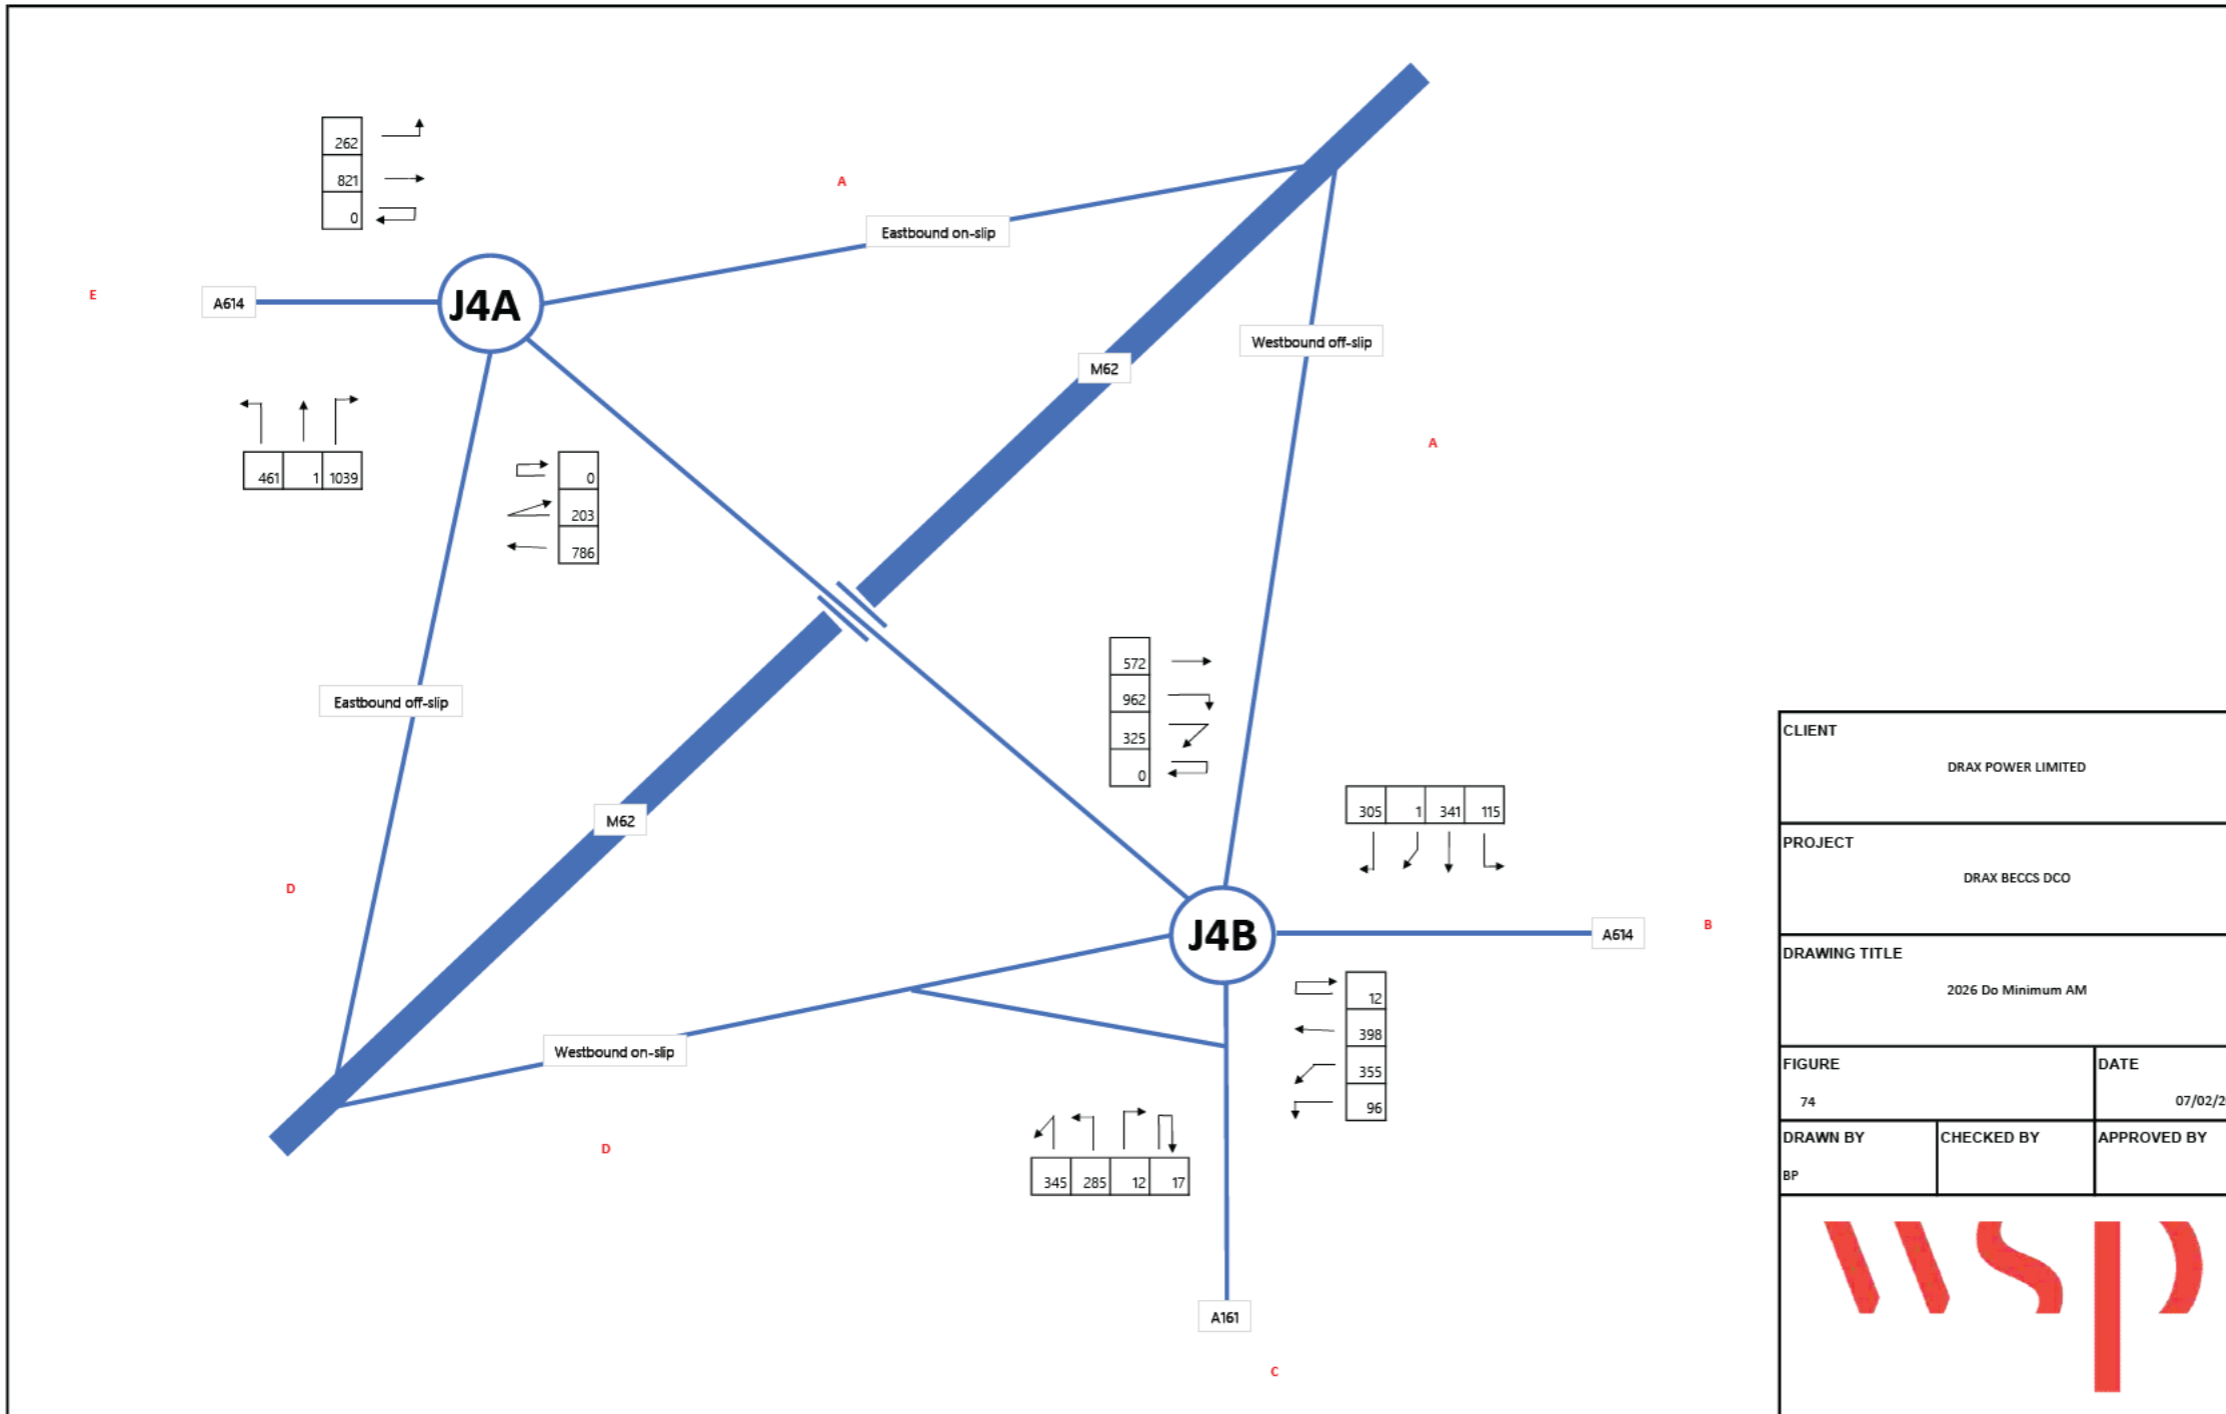 262
821
0
A
Eastbound on-slip
E
A614
J4A
Westbound off-slip
M62
A
461 1 1039
0
203
786
572
962
325
0
Eastbound off-slip
305 1 341 115
M62
D
J4B
A614
B
12
398
355
96
Westbound on-slip
D
345 285 12 17
A161
C
CLIENT
DRAX POWER LIMITED
PROJECT
DRAX BECCS DCO
DRAWING TITLE
2026 Do Minimum AM
FIGURE DATE
74 07/02/2
DRAWN BY CHECKED BY APPROVED BY
BP
wsp